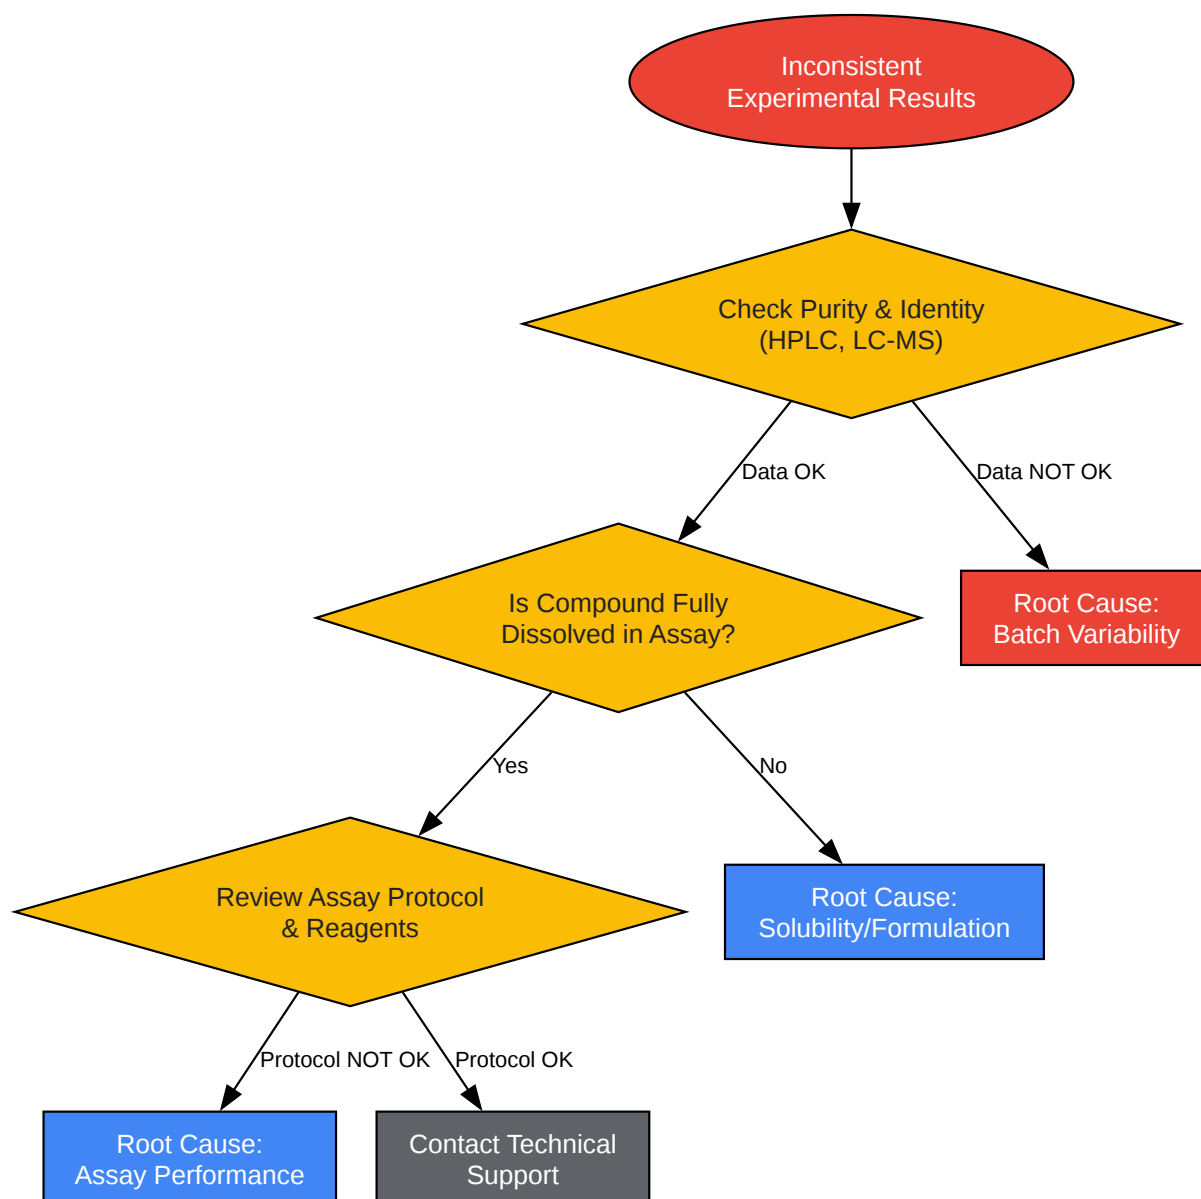 Inconsistent
Experimental Results
Check Purity & Identity
(HPLC, LC-MS)
Data OK
Data NOT OK
Is Compound Fully
Dissolved in Assay?
Root Cause:
Batch Variability
Yes
No
Review Assay Protocol
& Reagents
Root Cause:
Solubility/Formulation
Protocol NOT OK
Protocol OK
Root Cause:
Assay Performance
Contact Technical
Support